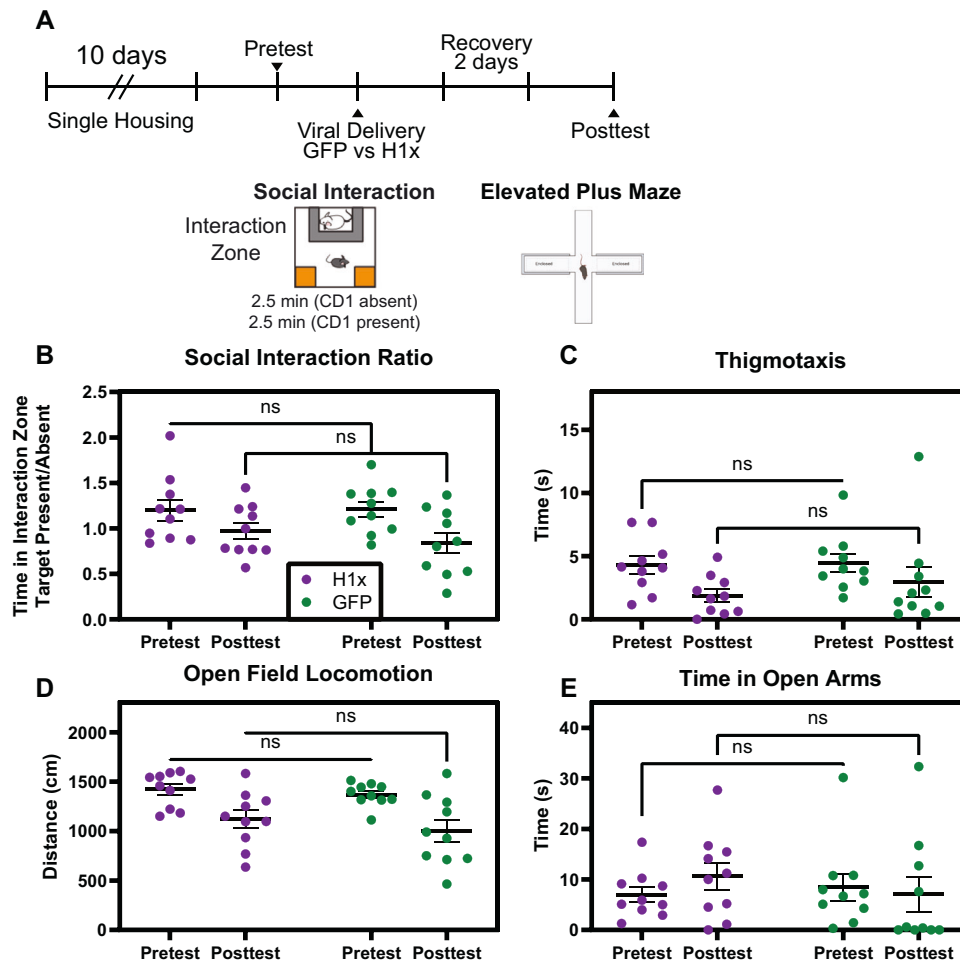 A
10 days
Pretest
Recovery
2 days
Single Housing
Viral Delivery
GFP vs H1x
Posttest
Social Interaction
Elevated Plus Maze
Interaction
Zone
Enclosed
Enclosed
2.5 min (CD1 absent)
2.5 min (CD1 present)
B
Social Interaction Ratio
Time in Interaction Zone
Target Present/Absent
2.5
2.0
1.5
1.0
0.5
0.0
ns
ns
H1x
GFP
Pretest Posttest Pretest Posttest
C
Thigmotaxis
Time (s)
15
10
5
0
ns
ns
Pretest Posttest Pretest Posttest
D
Open Field Locomotion
Distance (cm)
2000
1500
1000
500
0
ns
ns
Pretest Posttest Pretest Posttest
E
Time in Open Arms
Time (s)
40
30
20
10
0
ns
ns
Pretest Posttest Pretest Posttest